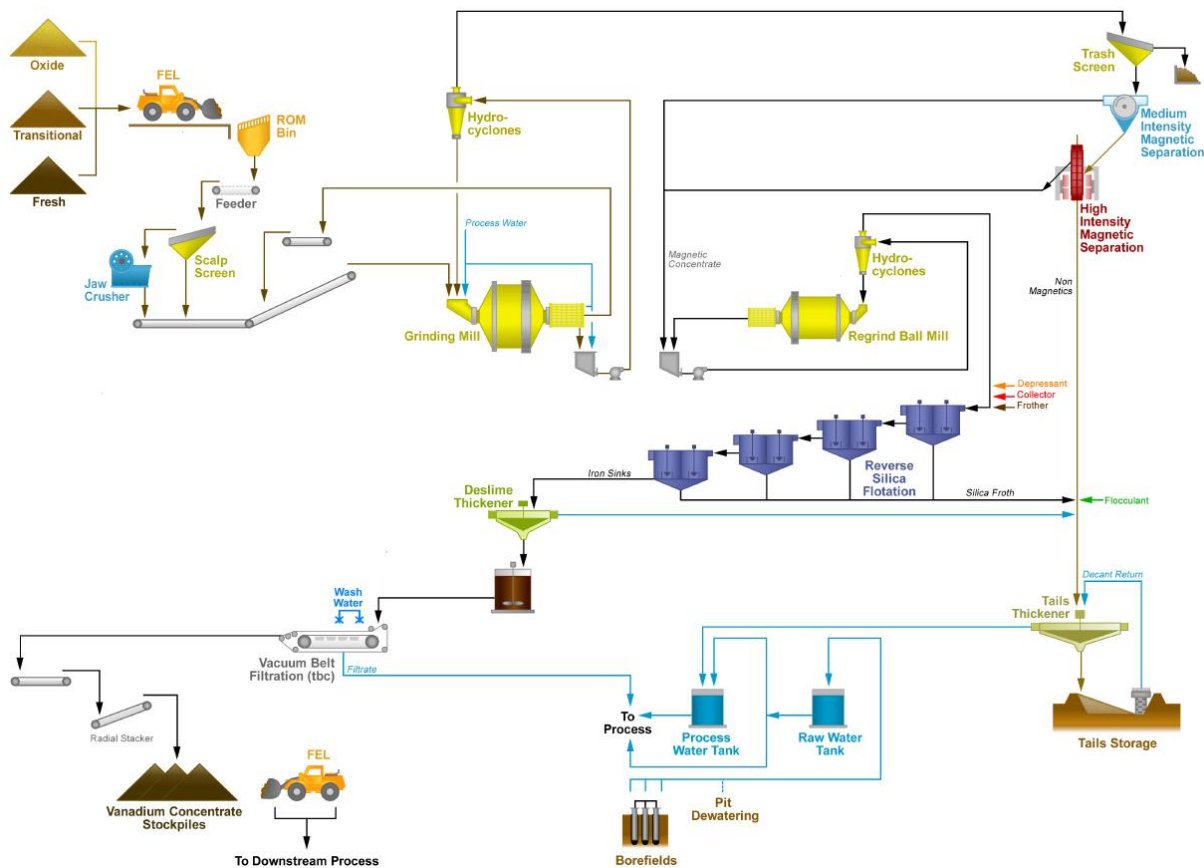 Oxide
Transitional
Fresh
FEL
ROM
Bin
Feeder
Jaw
Crusher
Scalp
Screen
Hydro-
cyclones
Process Water
Grinding Mill
Trash
Screen
Medium
Intensity
Magnetic
Separation
High
Intensity
Magnetic
Separation
Magnetic
Concentrate
Hydro-
cyclones
Regrind Ball Mill
Non
Magnetics
Depressant
Collector
Frother
Reverse
Silica
Flotation
Iron Sinks
Silica Froth
Flocculant
Deslime
Thickener
Wash
Water
Vacuum Belt
Filtration (tbc)
Filtrate
Decant Return
Tails
Thickener
Tails Storage
To
Process
Process
Water Tank
Raw Water
Tank
Pit
Dewatering
Borefields
Radial Stacker
Vanadium Concentrate
Stockpiles
FEL
To Downstream Process